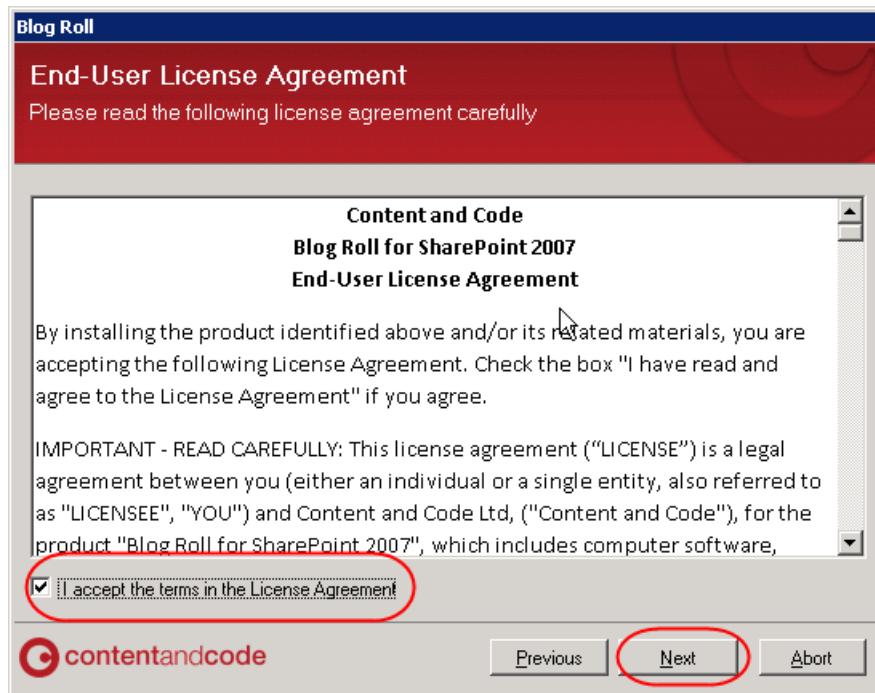 Blog Roll
End-User License Agreement
Please read the following license agreement carefully
Content and Code
Blog Roll for SharePoint 2007
End-User License Agreement
By installing the product identified above and/or its related materials, you are
accepting the following License Agreement. Check the box "I have read and
agree to the License Agreement" if you agree.
IMPORTANT - READ CAREFULLY: This license agreement (“LICENSE”) is a legal
agreement between you (either an individual or a single entity, also referred to
as "LICENSEE", "YOU") and Content and Code Ltd, ("Content and Code"), for the
product "Blog Roll for SharePoint 2007", which includes computer software,
I accept the terms in the License Agreement
contentandcode
Previous Next Abort